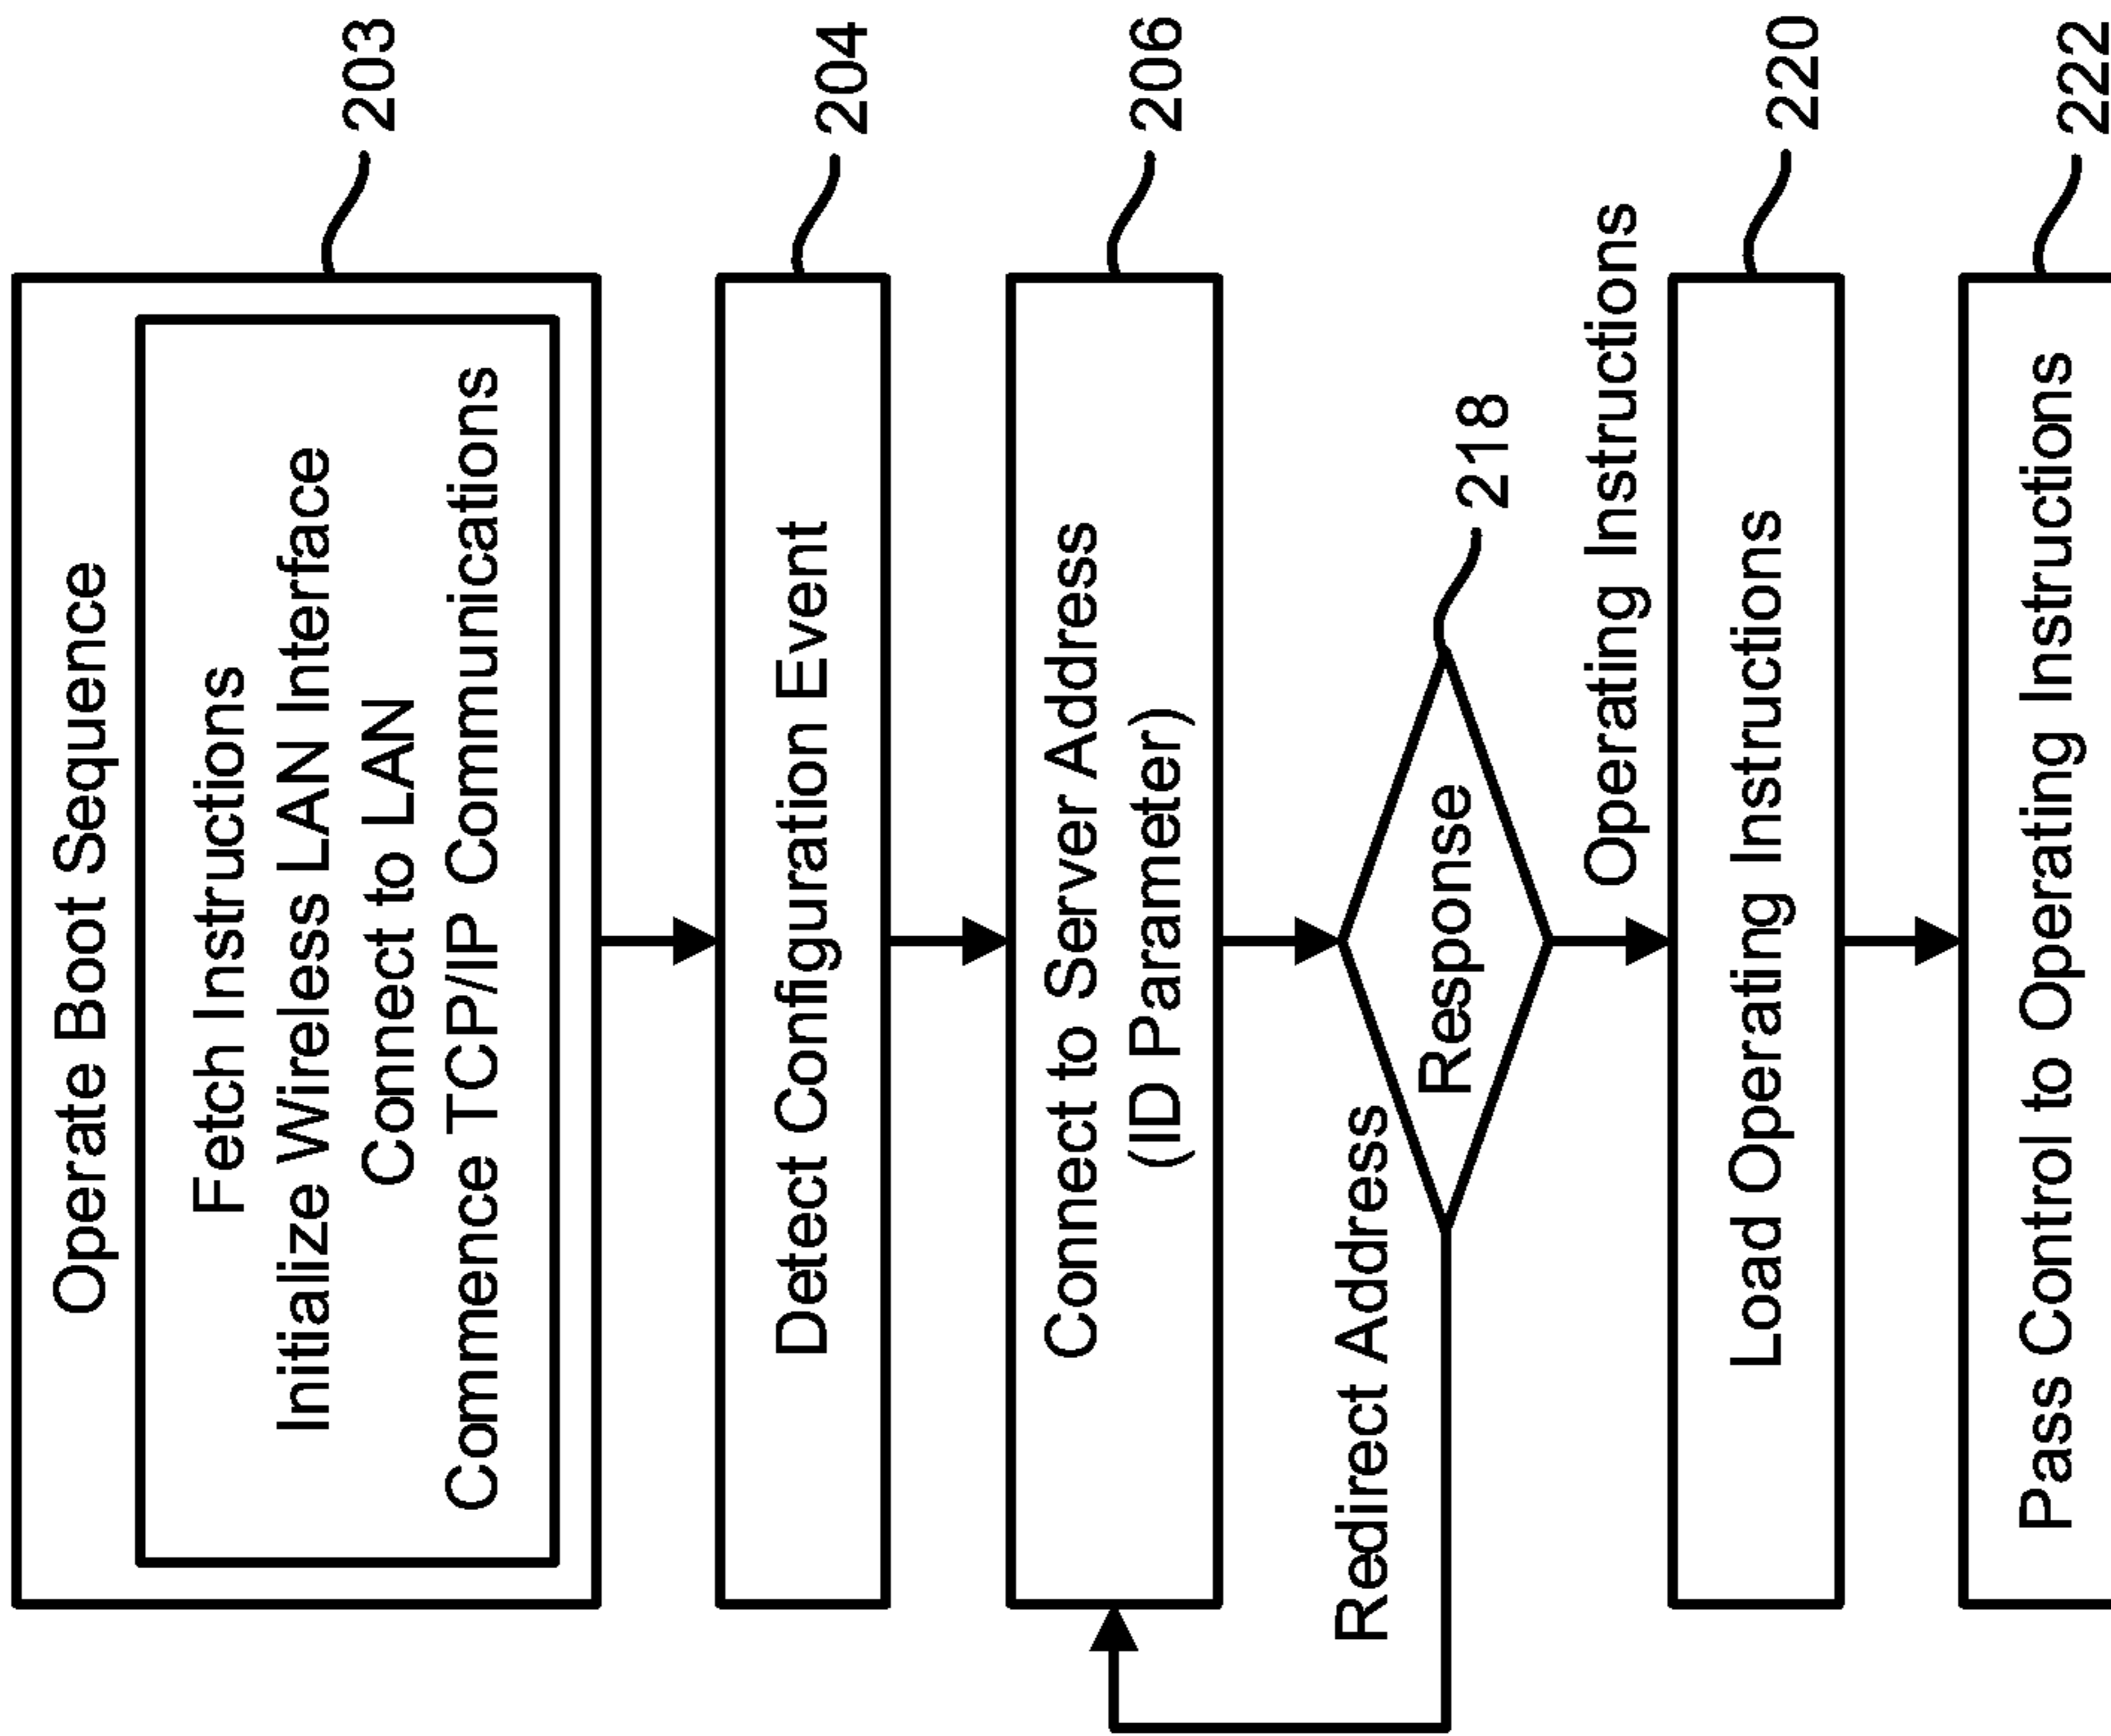 Operate Boot Sequence
Fetch Instructions
Initialize Wireless LAN Interface
Connect to LAN
Commence TCP/IP Communications
203
Detect Configuration Event
204
Connect to Server Address
(ID Parameter)
206
Redirect Address
Response
218
Operating Instructions
Load Operating Instructions
220
Pass Control to Operating Instructions
222